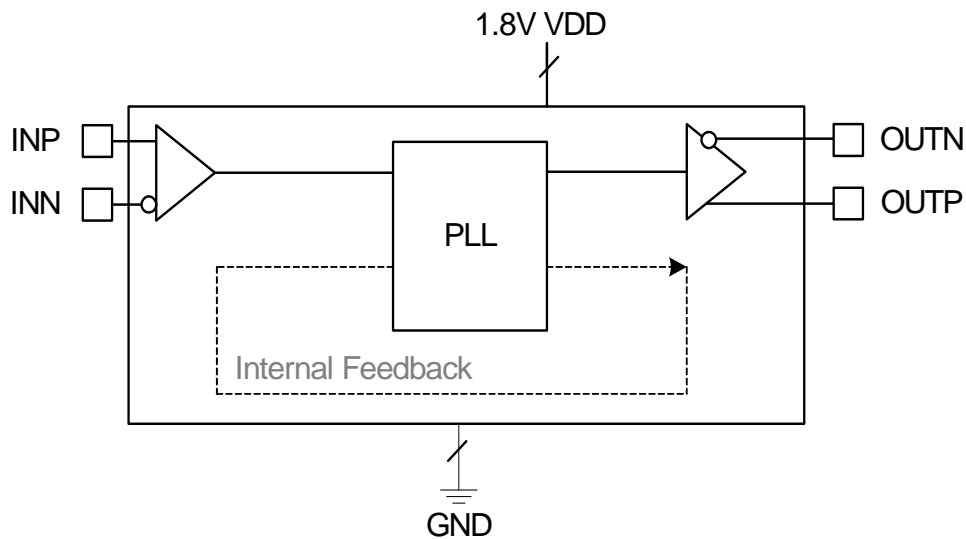 1.8V VDD
INP
INN
PLL
OUTN
OUTP
Internal Feedback
GND